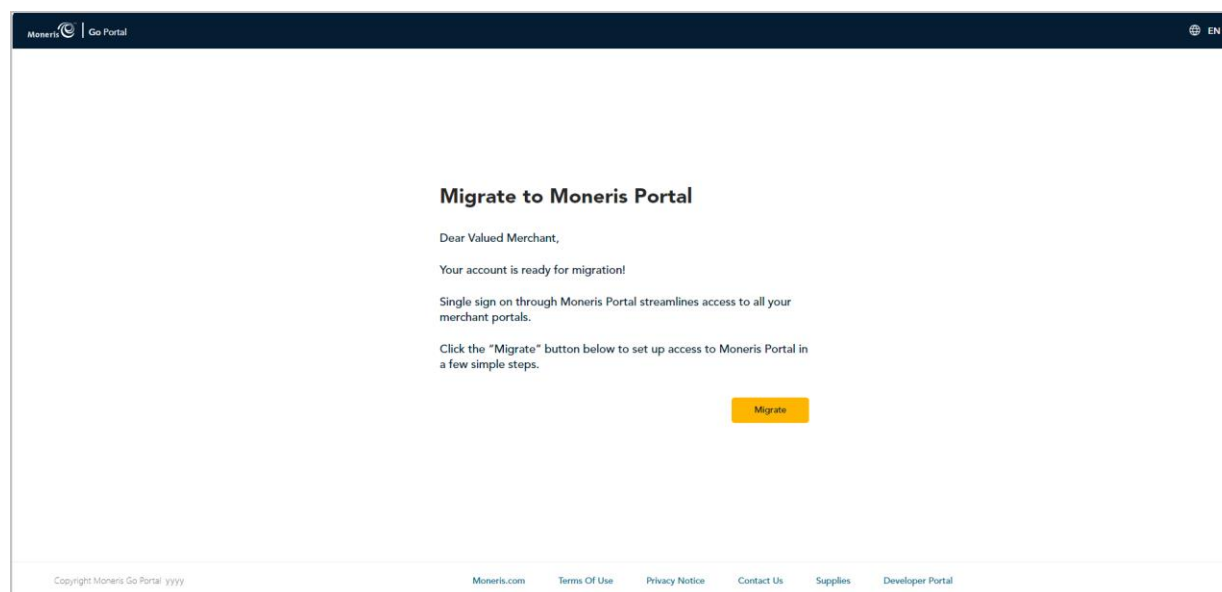 Moneris | Go Portal
EN
Migrate to Moneris Portal
Dear Valued Merchant,
Your account is ready for migration!
Single sign on through Moneris Portal streamlines access to all your
merchant portals.
Click the “Migrate” button below to set up access to Moneris Portal in
a few simple steps.
Migrate
Copyright Moneris Go Portal yyyy
Moneris.com Terms Of Use Privacy Notice Contact Us Supplies Developer Portal